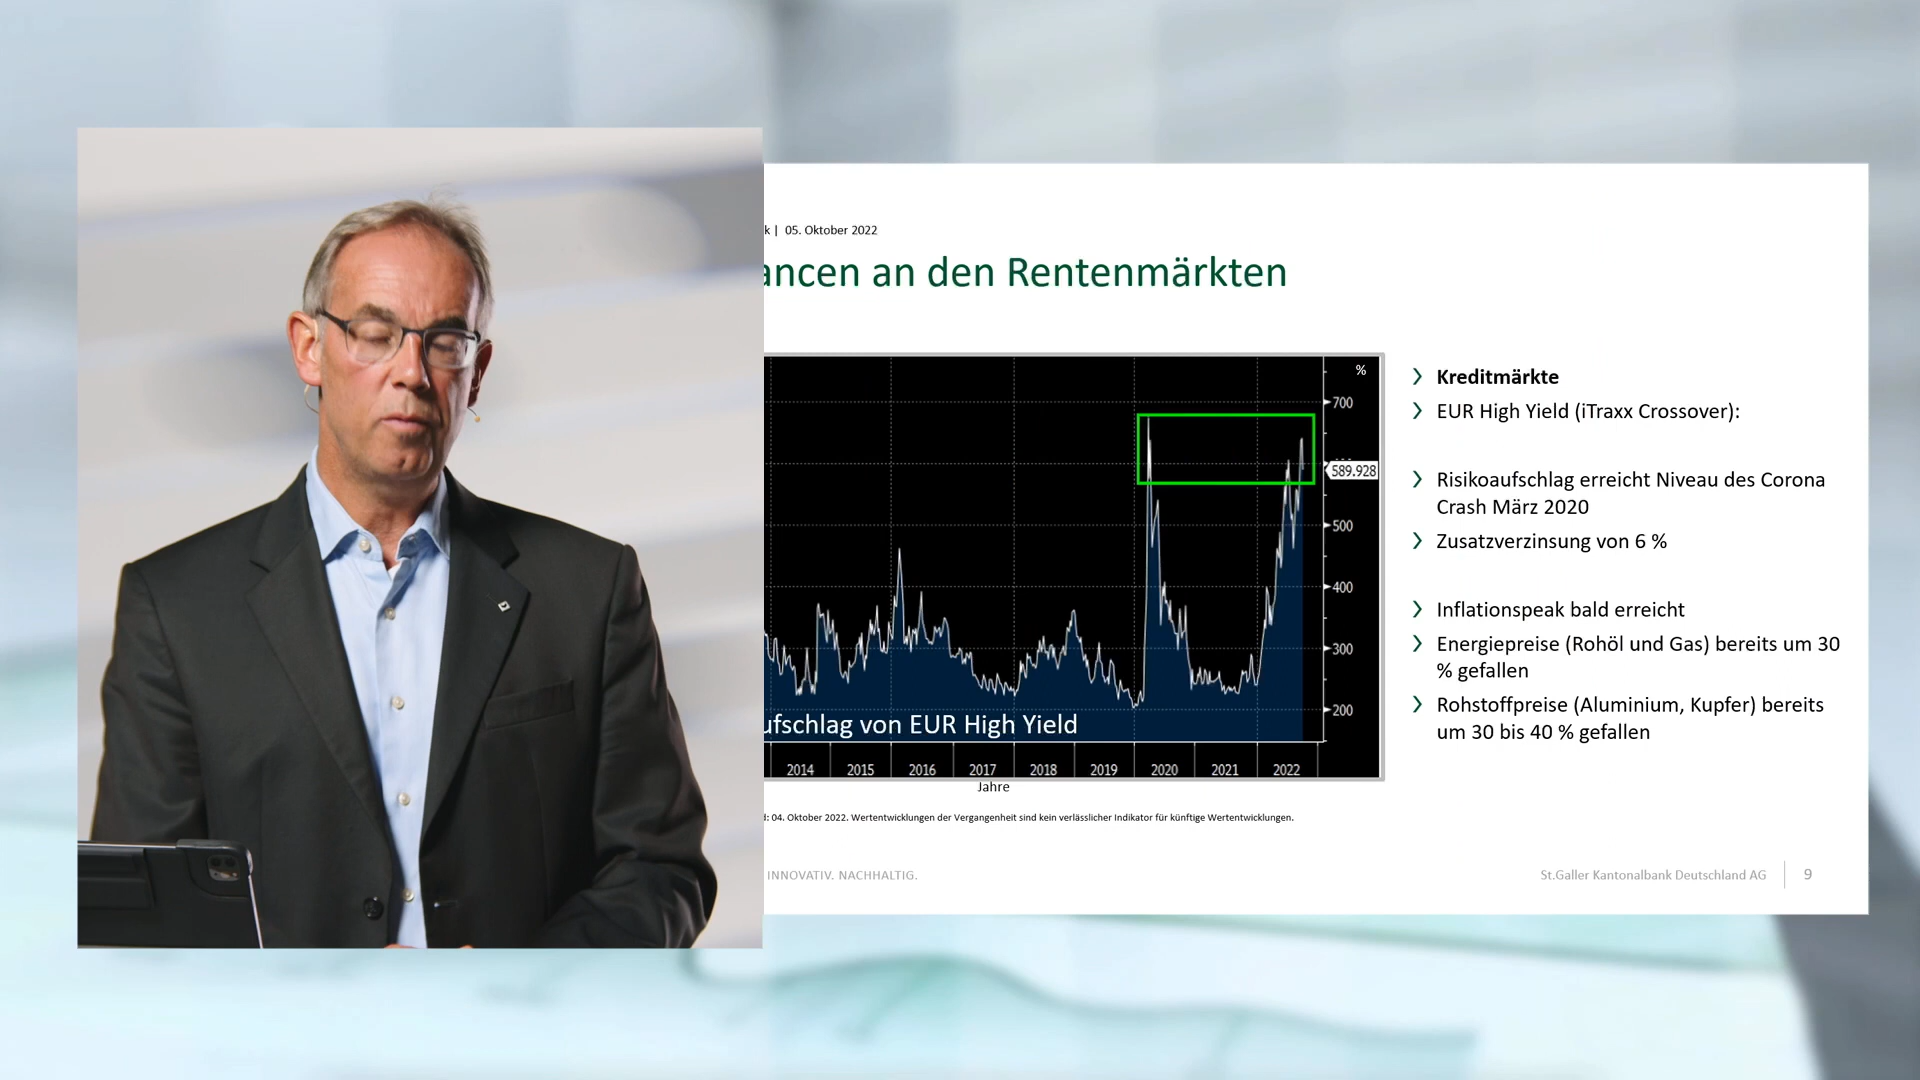 05. Oktober 2022
an den Rentenmärkten
%
700
589.928
500
400
300
200
von EUR High Yield
2014 2015 2016 2017 2018 2019 2020 2021 2022
Jahre
04. Oktober 2022. Wertentwicklungen der Vergangenheit sind kein verlässlicher Indikator für künftige Wertentwicklungen.
Kreditmärkte
EUR High Yield (iTraxx Crossover):
Risikoaufschlag erreicht Niveau des Corona
Crash März 2020
Zusatzverzinsung von 6 %
Inflationspeak bald erreicht
Energiepreise (Rohöl und Gas) bereits um 30
% gefallen
Rohstoffpreise (Aluminium, Kupfer) bereits
um 30 bis 40 % gefallen
INNOVATIV. NACHHALTIG.
St.Galler Kantonalbank Deutschland AG
9